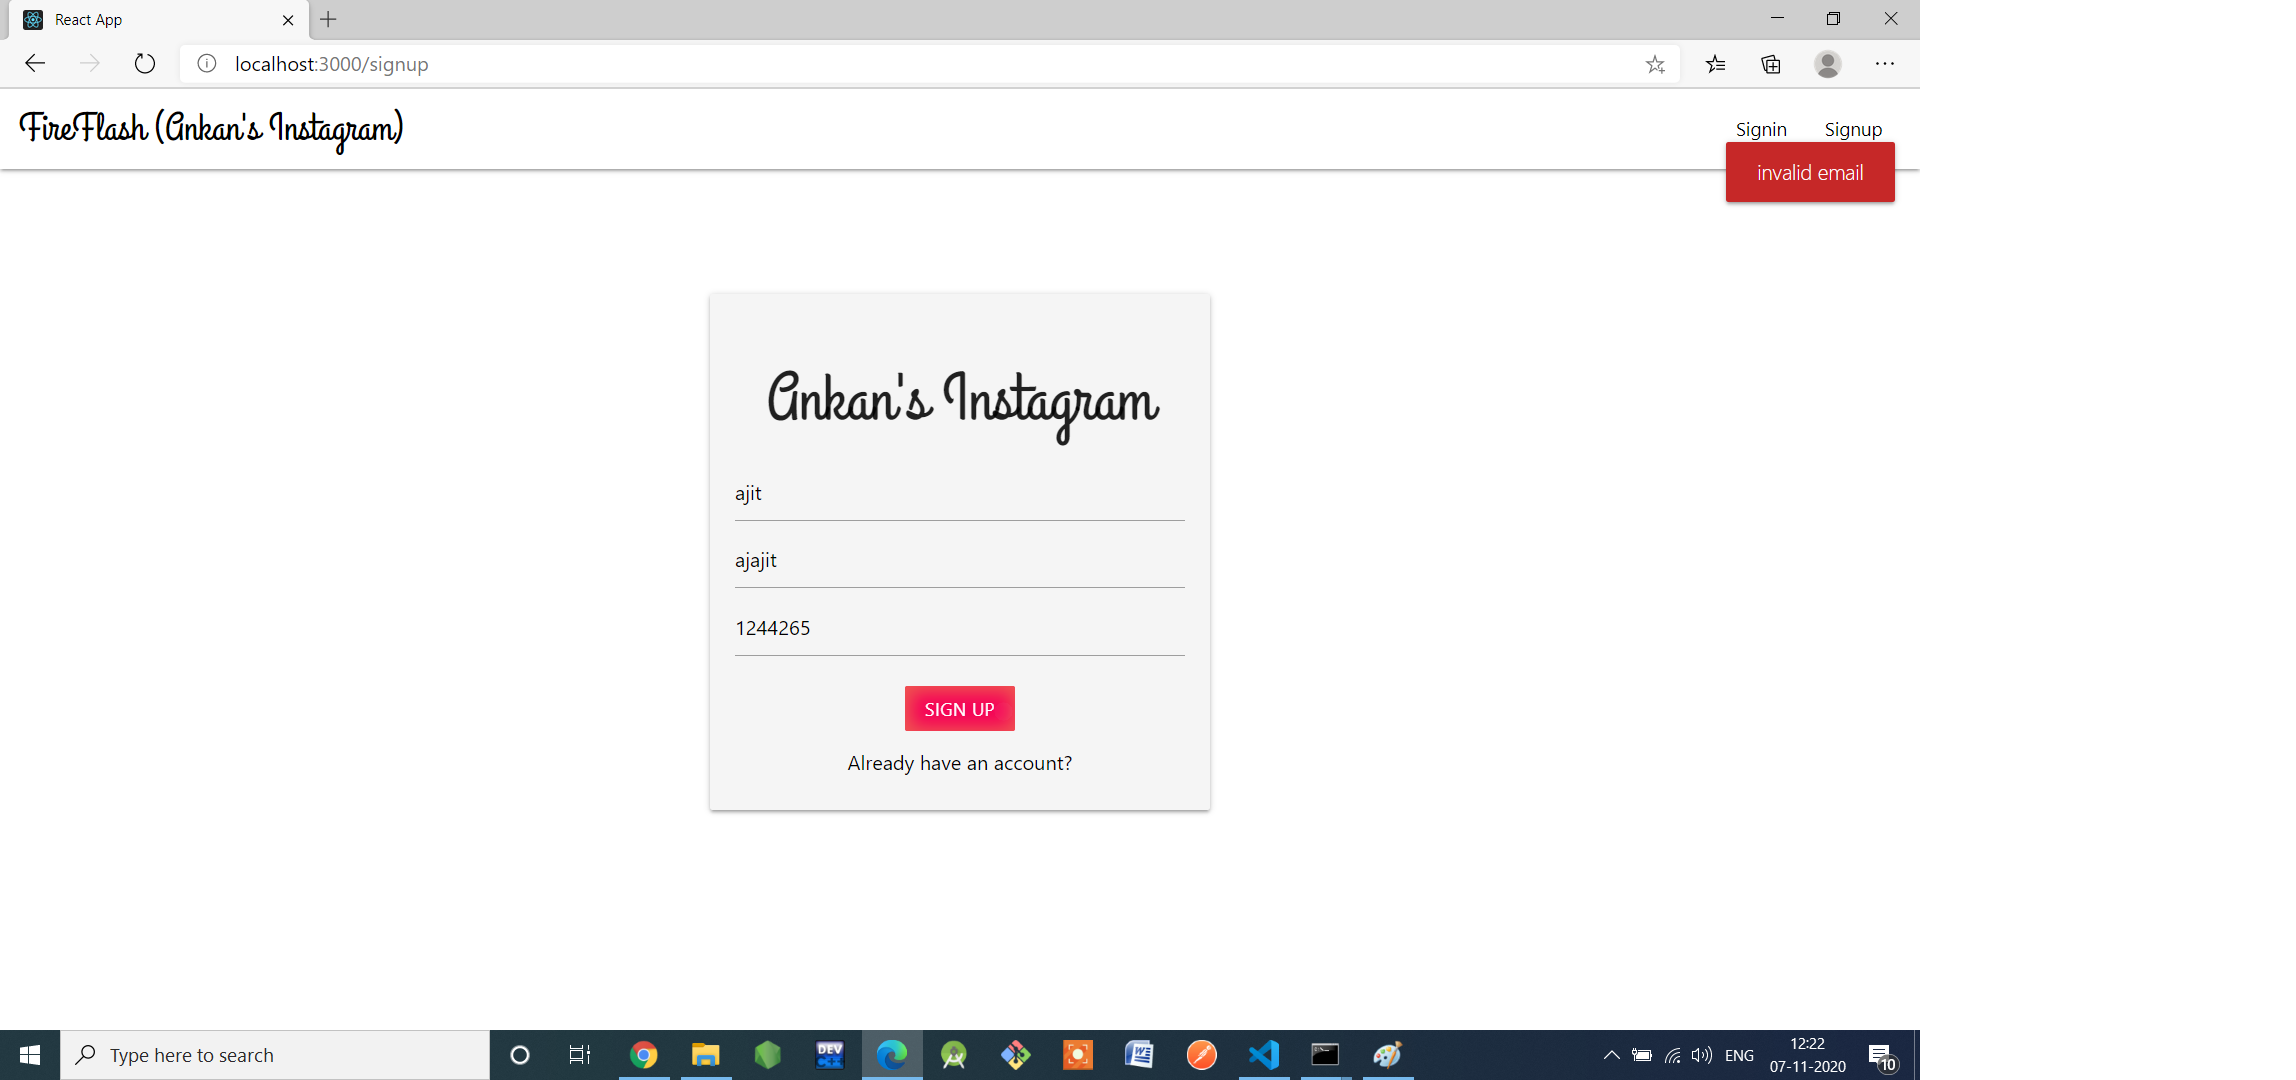 React App
localhost:3000/signup
FireFlash (Ankan's Instagram)
Signin Signup
invalid email
Ankan's Instagram
ajit
ajajit
1244265
SIGN UP
Already have an account?
Type here to search
DEV
ENG
12:22
07-11-2020
10